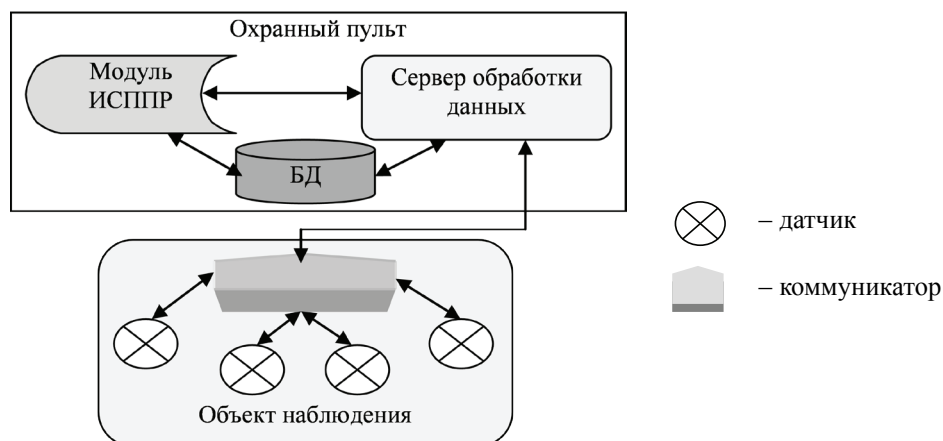 Охранный пульт
Модуль
ИСППР
Сервер обработки
данных
БД
– датчик
– коммуникатор
Объект наблюдения